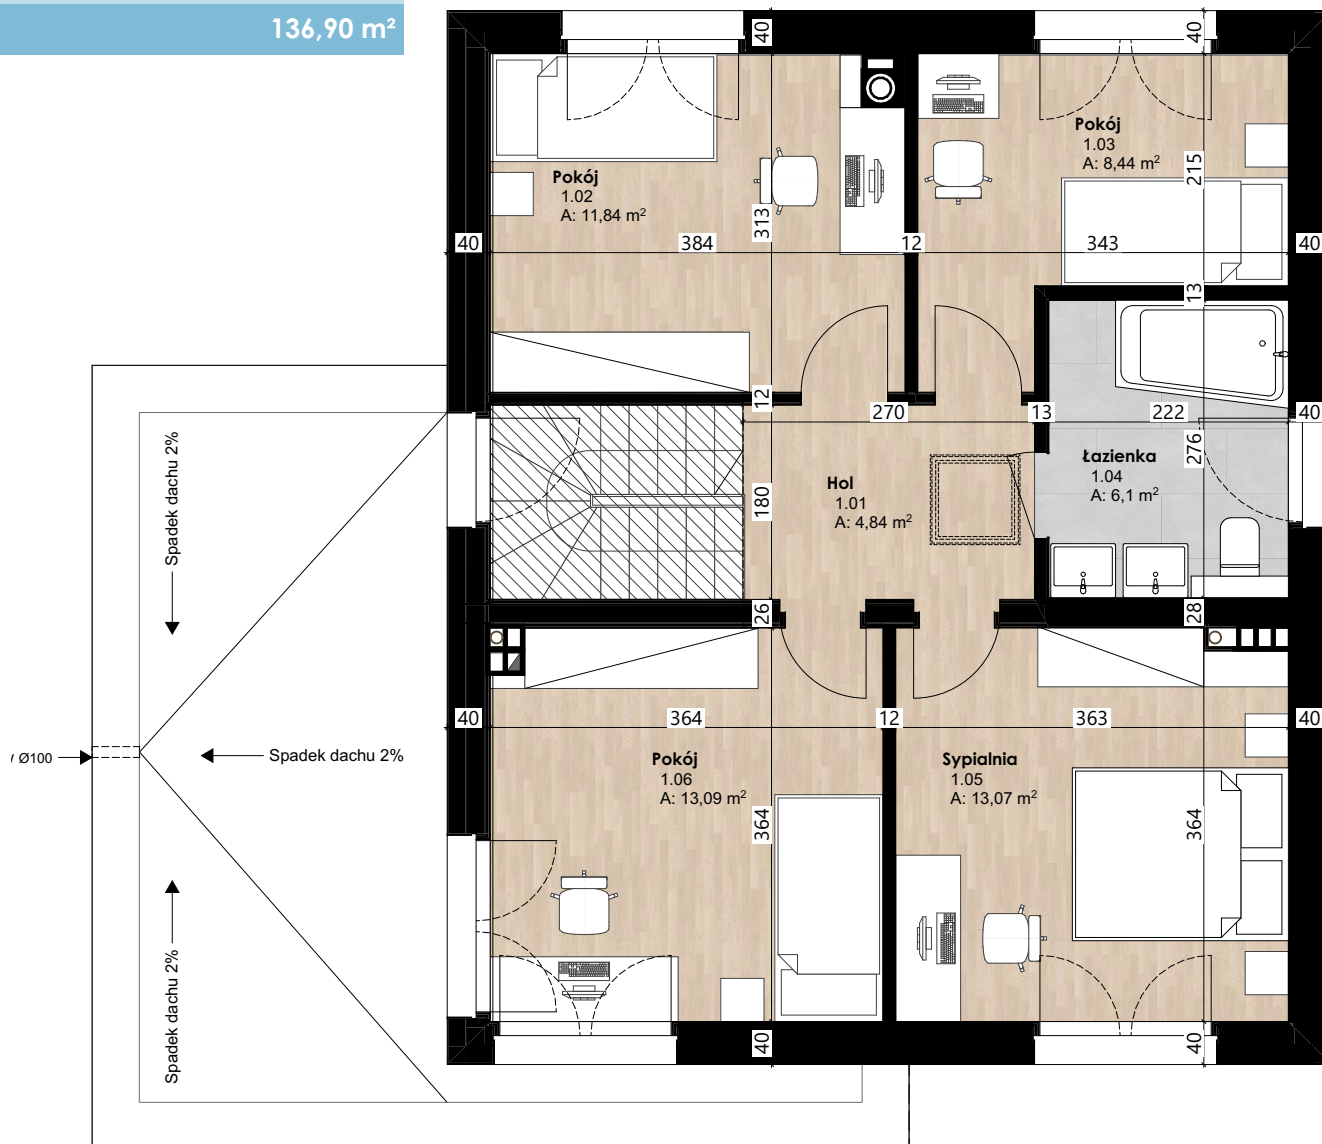 136,90 m²
40
40
Pokój
1.02
A: 11,84 m²
Pokój
1.03
A: 8,44 m²
313
215
40
384
12
343
40
13
12
270
13
222
40
Spadek dachu 2%
Hol
1.01
A: 4,84 m²
Łazienka
1.04
A: 6,1 m²
276
180
26
28
40
364
12
363
40
Ø100
Spadek dachu 2%
Pokój
1.06
A: 13,09 m²
Sypialnia
1.05
A: 13,07 m²
364
364
Spadek dachu 2%
40
40